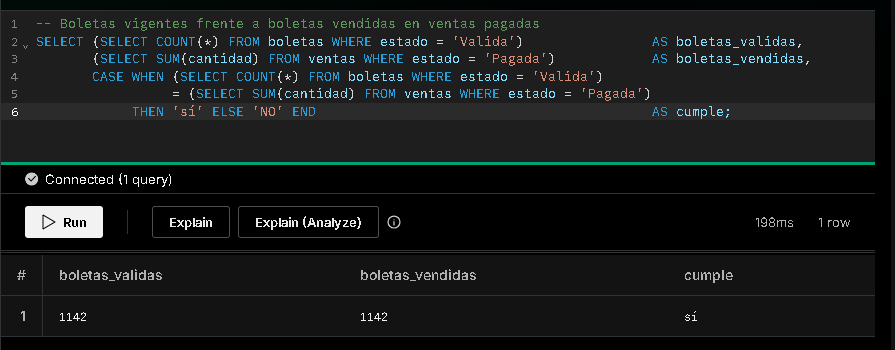 1 -- Boletas vigentes frente a boletas vendidas en ventas pagadas
2 SELECT (SELECT COUNT(*) FROM boletas WHERE estado = 'Valida') AS boletas_validas,
3 (SELECT SUM(cantidad) FROM ventas WHERE estado = 'Pagada') AS boletas_vendidas,
4 CASE WHEN (SELECT COUNT(*) FROM boletas WHERE estado = 'Valida')
5 = (SELECT SUM(cantidad) FROM ventas WHERE estado = 'Pagada')
6 THEN 'sí' ELSE 'NO' END AS cumple;
Connected (1 query)
Run Explain Explain (Analyze) 198ms 1 row
# boletas_validas boletas_vendidas cumple
1 1142 1142 sí